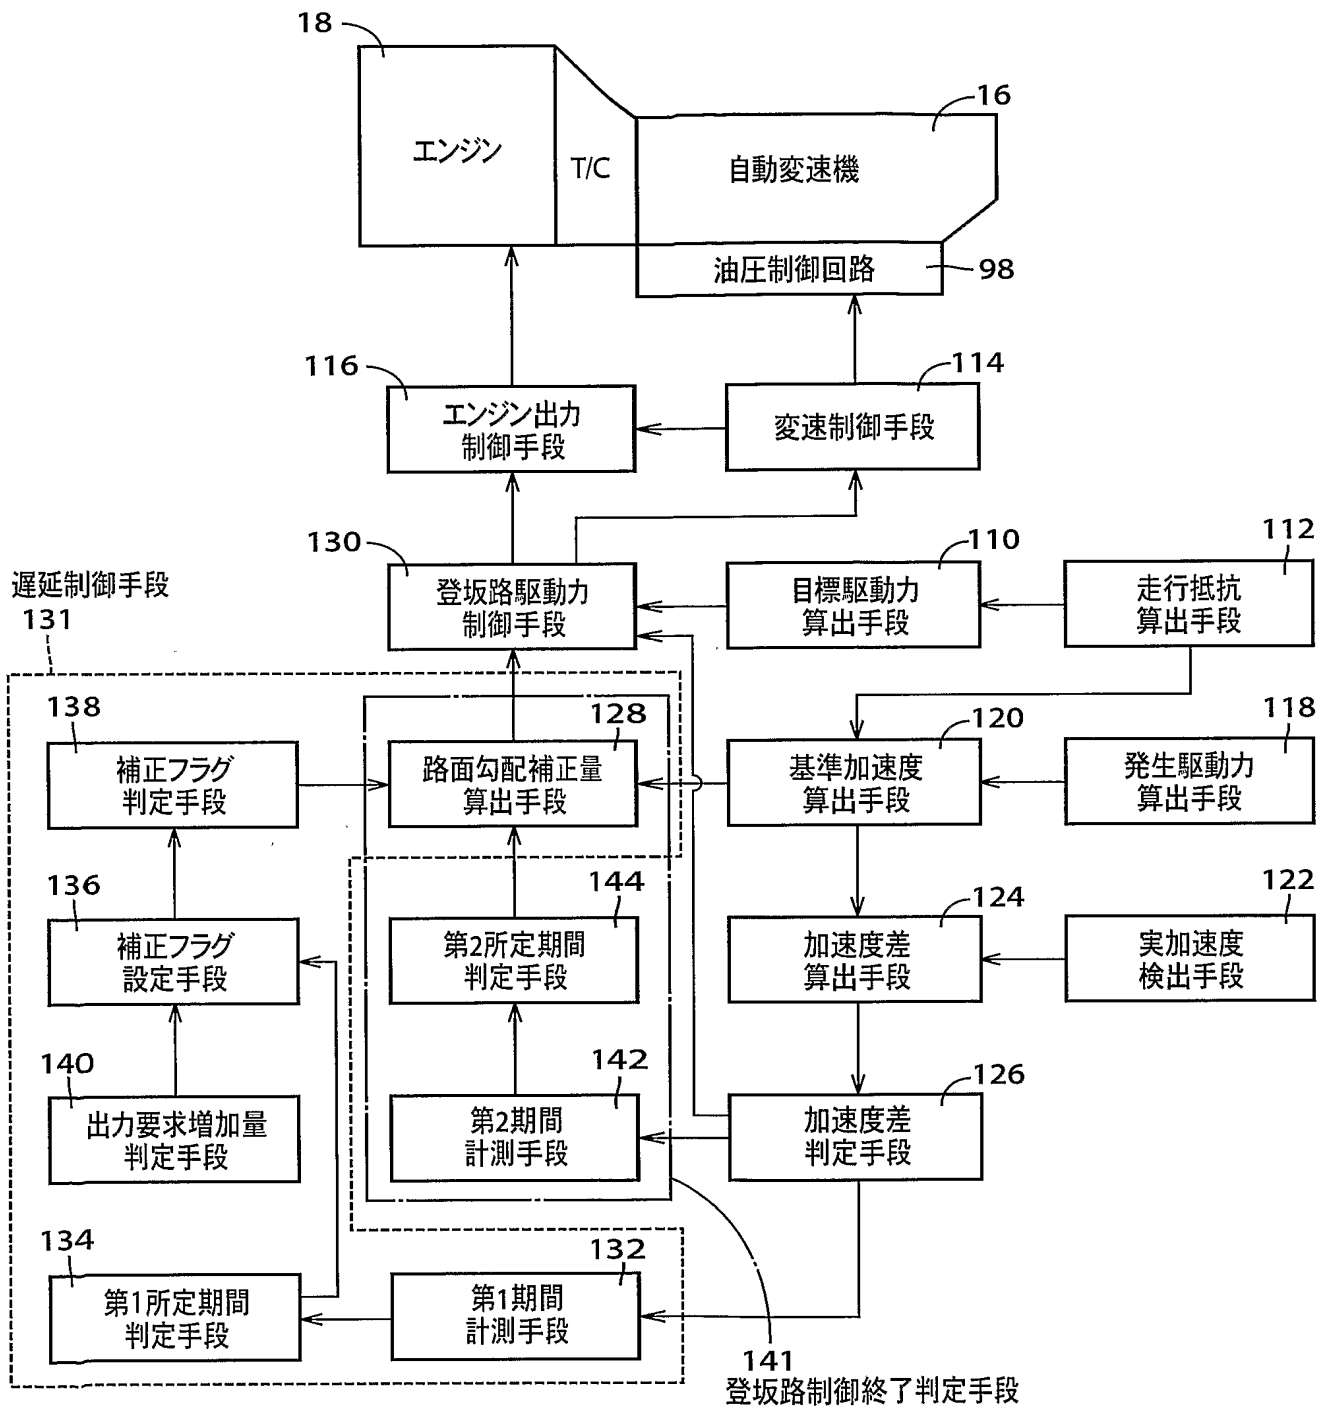 18
エンジン
T/C
16
自動変速機
油圧制御回路
98
116
エンジン出力
制御手段
114
変速制御手段
130
登坂路駆動力
制御手段
110
目標駆動力
算出手段
112
走行抵抗
算出手段
遅延制御手段
131
138
補正フラグ
判定手段
128
路面勾配補正量
算出手段
120
基準加速度
算出手段
118
発生駆動力
算出手段
136
補正フラグ
設定手段
144
第2所定期間
判定手段
124
加速度差
算出手段
122
実加速度
検出手段
140
出力要求増加量
判定手段
142
第2期間
計測手段
126
加速度差
判定手段
134
第1所定期間
判定手段
132
第1期間
計測手段
141
登坂路制御終了判定手段